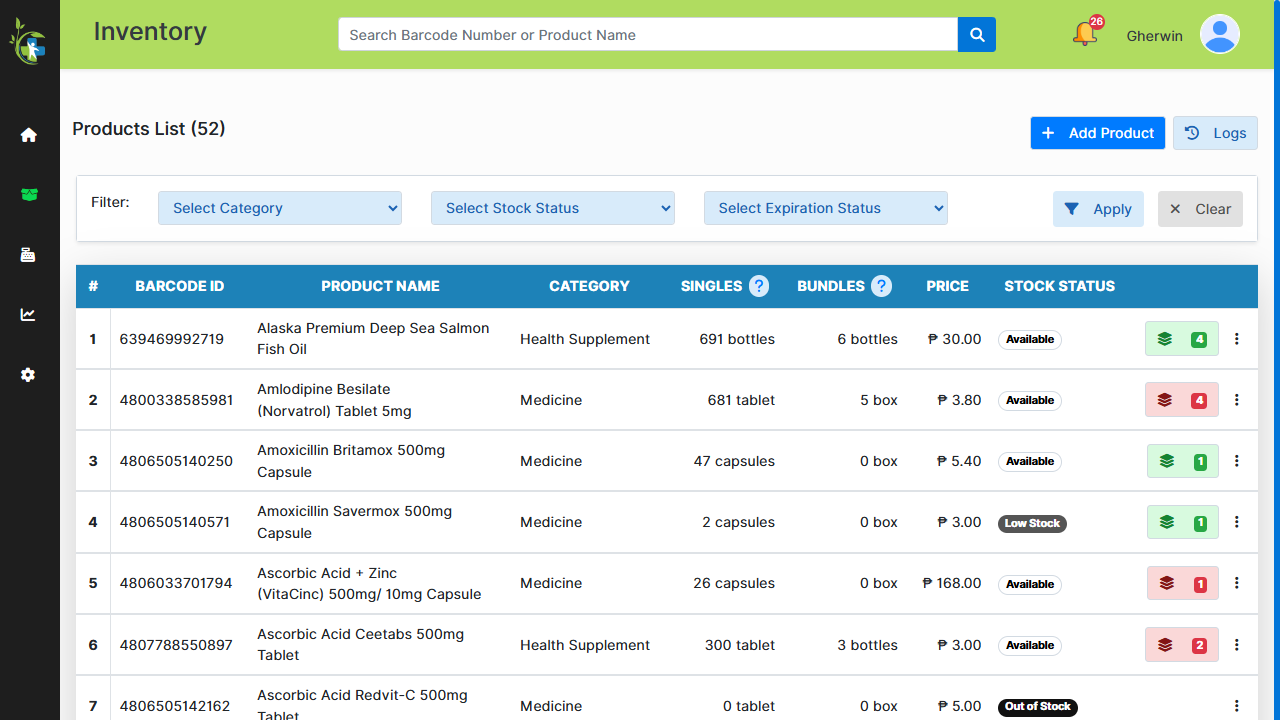 Inventory
Search Barcode Number or Product Name
26
Gherwin
Products List (52)
Add Product
Logs
Filter:
Select Category
Select Stock Status
Select Expiration Status
Apply
Clear
# BARCODE ID PRODUCT NAME CATEGORY SINGLES ? BUNDLES ? PRICE STOCK STATUS
1 639469992719 Alaska Premium Deep Sea Salmon Fish Oil Health Supplement 691 bottles 6 bottles ₱ 30.00 Available 4
2 4800338585981 Amlodipine Besilate (Norvatrol) Tablet 5mg Medicine 681 tablet 5 box ₱ 3.80 Available 4
3 4806505140250 Amoxicillin Britamox 500mg Capsule Medicine 47 capsules 0 box ₱ 5.40 Available 1
4 4806505140571 Amoxicillin Savermox 500mg Capsule Medicine 2 capsules 0 box ₱ 3.00 Low Stock 1
5 4806033701794 Ascorbic Acid + Zinc (VitaCinc) 500mg/ 10mg Capsule Medicine 26 capsules 0 box ₱ 168.00 Available 1
6 4807788550897 Ascorbic Acid Ceetabs 500mg Tablet Health Supplement 300 tablet 3 bottles ₱ 3.00 Available 2
7 4806505142162 Ascorbic Acid Redvit-C 500mg Tablet Medicine 0 tablet 0 box ₱ 5.00 Out of Stock